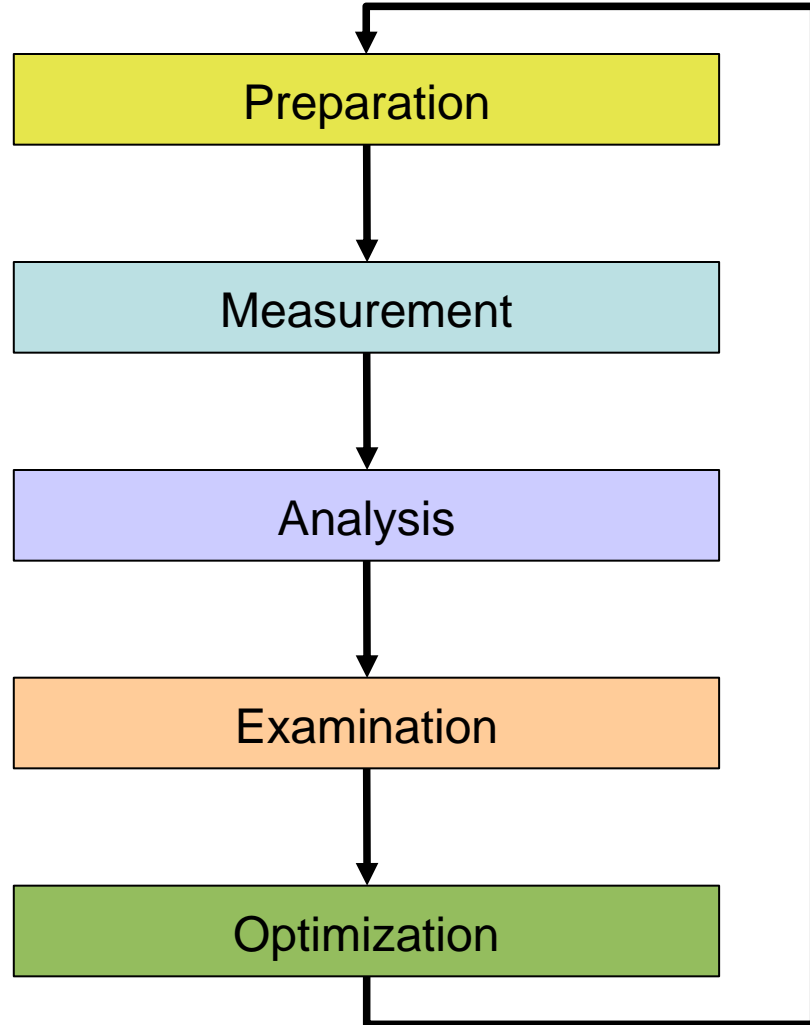 Preparation
Measurement
Analysis
Examination
Optimization